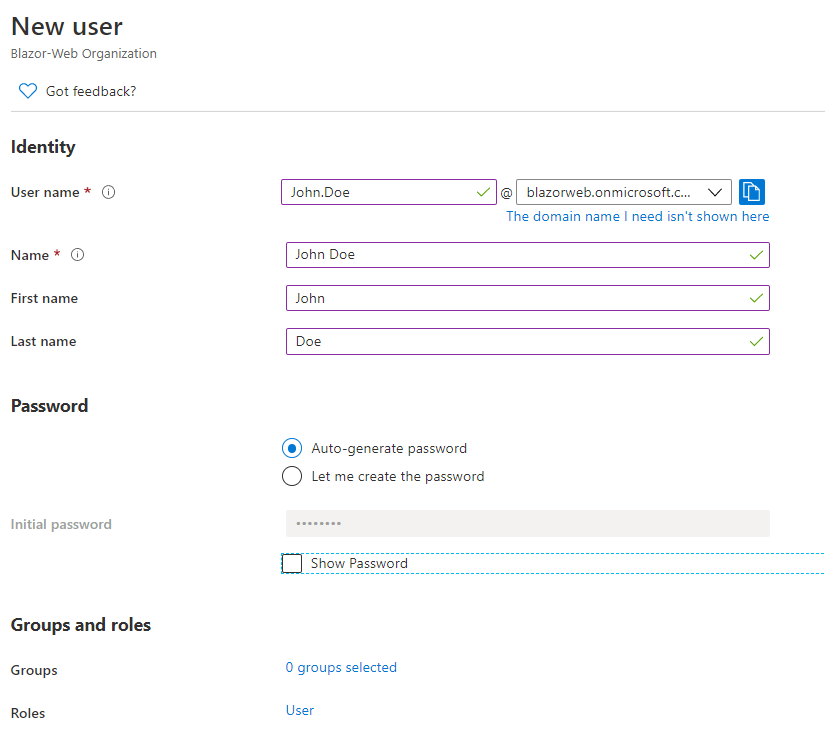 New user
Blazor-Web Organization
Got feedback?
Identity
User name * John.Doe @ blazorweb.onmicrosoft.c...
The domain name I need isn't shown here
Name * John Doe
First name John
Last name Doe
Password
Auto-generate password
Let me create the password
Initial password ••••••••
Show Password
Groups and roles
Groups 0 groups selected
Roles User